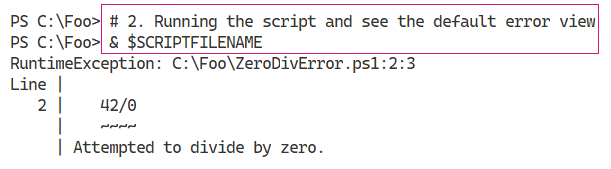 PS C:\Foo> # 2. Running the script and see the default error view
PS C:\Foo> & $SCRIPTFILENAME
RuntimeException: C:\Foo\ZeroDivError.ps1:2:3
Line |
   2 |    42/0
     |    ~~~~
     | Attempted to divide by zero.